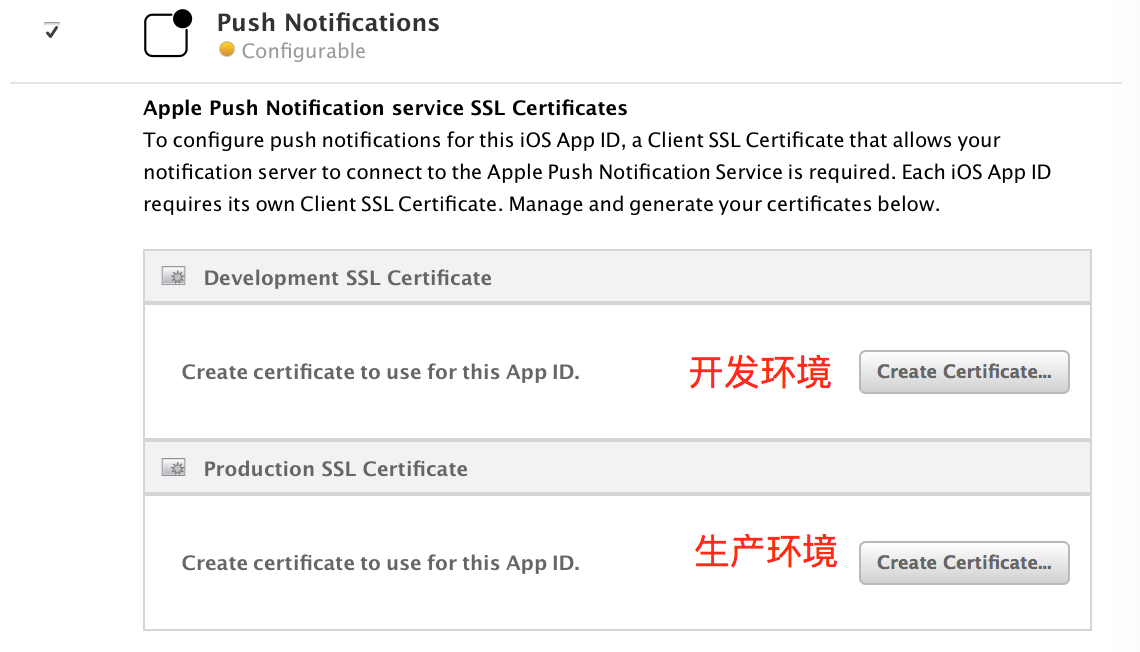 Push Notifications
Configurable
Apple Push Notification service SSL Certificates
To configure push notifications for this iOS App ID, a Client SSL Certificate that allows your
notification server to connect to the Apple Push Notification Service is required. Each iOS App ID
requires its own Client SSL Certificate. Manage and generate your certificates below.
Development SSL Certificate
Create certificate to use for this App ID. 开发环境 Create Certificate...
Production SSL Certificate
Create certificate to use for this App ID. 生产环境 Create Certificate...